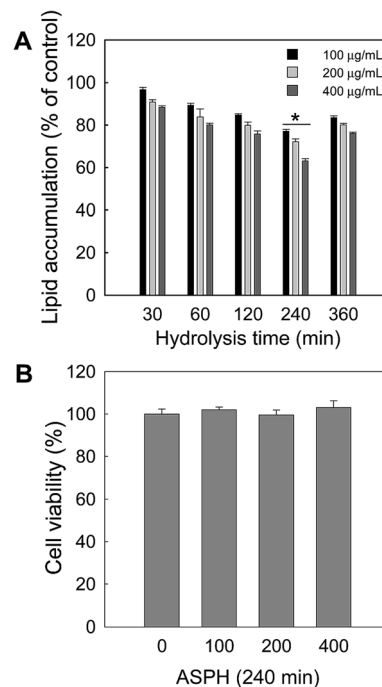 A
Lipid accumulation (% of control)
120
100
80
60
40
20
0
100 µg/mL
200 µg/mL
400 µg/mL
*
30 60 120 240 360
Hydrolysis time (min)
B
Cell viability (%)
120
100
80
60
40
20
0
0 100 200 400
ASPH (240 min)